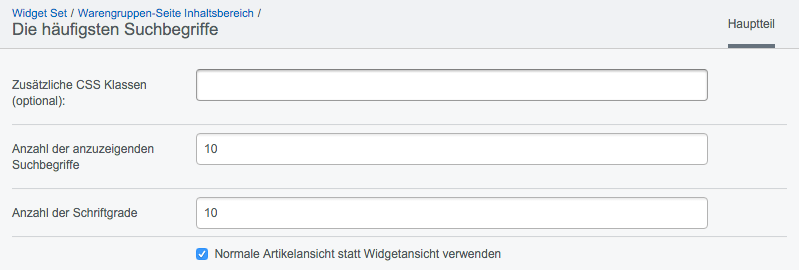 Widget Set / Warengruppen-Seite Inhaltsbereich /
Die häufigsten Suchbegriffe
Hauptteil
Zusätzliche CSS Klassen
(optional):
Anzahl der anzuzeigenden
Suchbegriffe
10
Anzahl der Schriftgrade
10
Normale Artikelansicht statt Widgetansicht verwenden